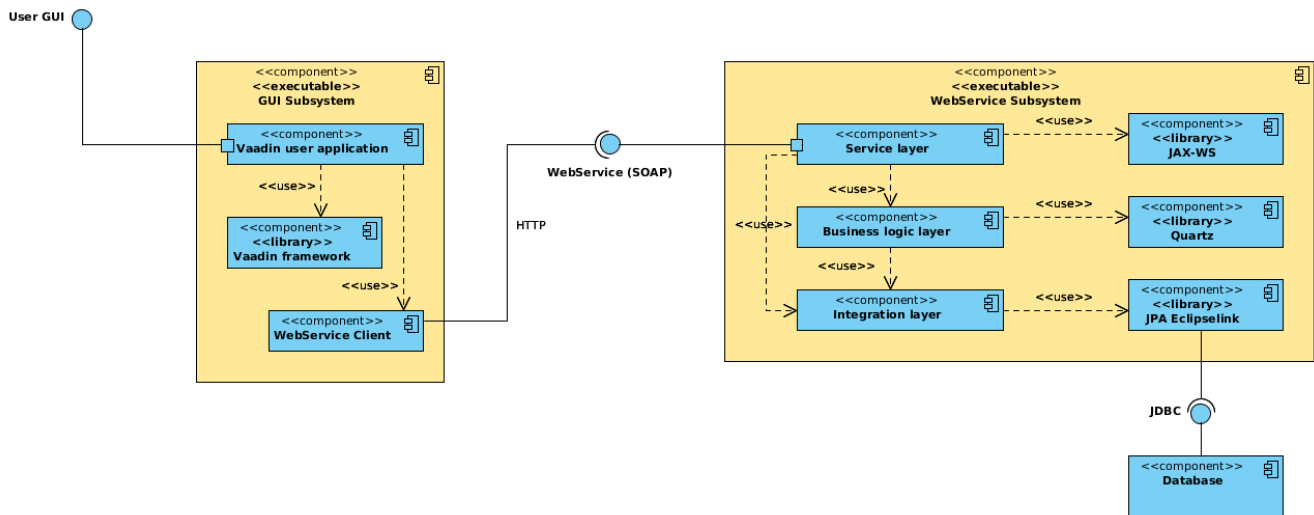 User GUI
<<component>>
<<executable>>
GUI Subsystem
<<component>>
Vaadin user application
<<use>>
<<component>>
<<library>>
Vaadin framework
<<use>>
<<component>>
WebService Client
HTTP
WebService (SOAP)
<<component>>
<<executable>>
WebService Subsystem
<<component>>
Service layer
<<use>>
<<component>>
<<library>>
JAX-WS
<<use>>
<<use>>
<<component>>
Business logic layer
<<use>>
<<component>>
<<library>>
Quartz
<<use>>
<<component>>
Integration layer
<<use>>
<<component>>
<<library>>
JPA Eclipselink
JDBC
<<component>>
Database